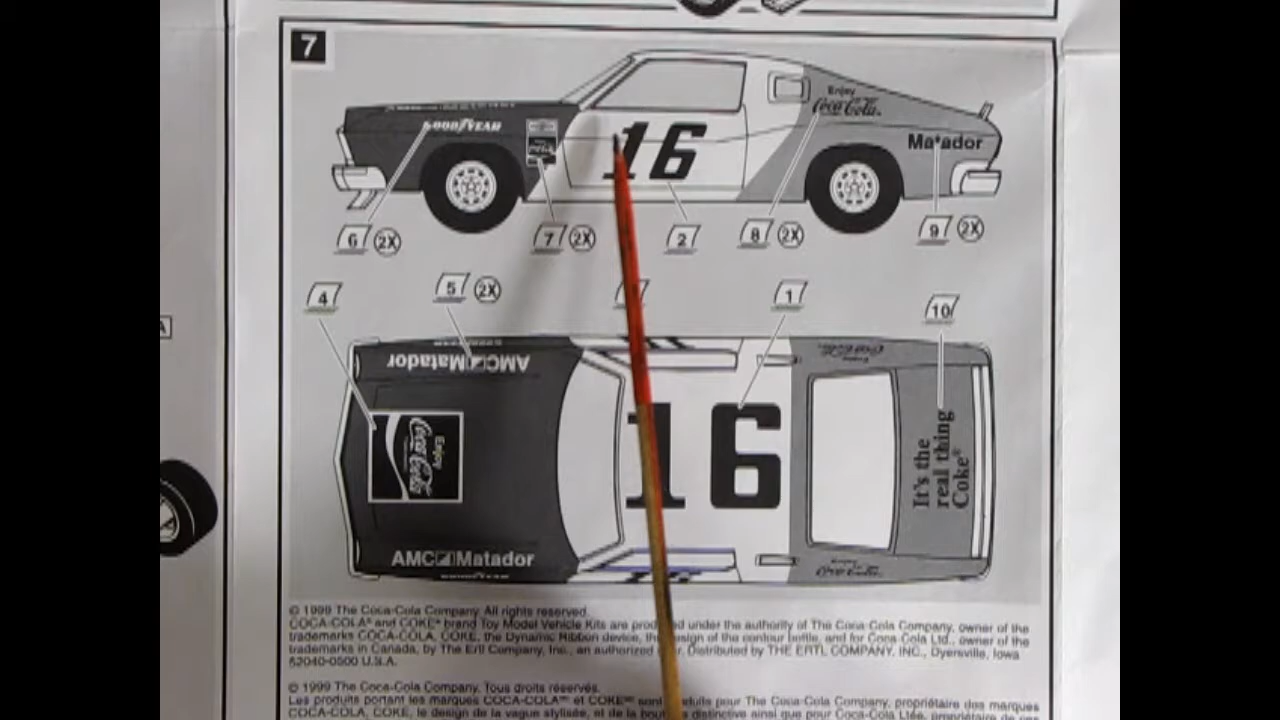 7
Enjoy
Coca-Cola
GOODYEAR
16
Matador
6 2X
7 2X
2
8 2X
9 2X
4
5 2X
1
10
AMC Matador
Enjoy
Coca-Cola
16
It's the
real thing
Coke®
AMC Matador
© 1999 The Coca-Cola Company. All rights reserved.
COCA-COLA® and COKE® brand Toy Model Vehicle Kits are under the authority of The Coca-Cola Company, owner of the
trademarks COCA-COLA, COKE, the Dynamic Ribbon device, the design of the contour bottle, and for Coca-Cola Ltd., owner of the
trademarks in Canada, by The Ertl Company, Inc., an authorized Distributed by THE ERTL COMPANY, INC., Dyersville, Iowa
52040-0500 U.S.A.
© 1999 The Coca-Cola Company. Tous droits réservés.
Les produits portant les marques COCA-COLA et COKE sont pour The Coca-Cola Company, propriétaire des marques
COCA-COLA, COKE, le design de la vague stylisée, et de la distinctive ainsi que pour Coca-Cola Ltée, propriétaire de